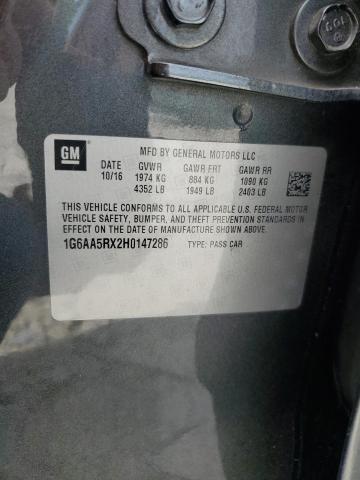 GM
MFD BY GENERAL MOTORS LLC
DATE GVWR GAWR FRT GAWR RR
10/16 1974 KG 884 KG 1090 KG
4352 LB 1949 LB 2403 LB
THIS VEHICLE CONFORMS TO ALL APPLICABLE U.S. FEDERAL MOTOR
VEHICLE SAFETY, BUMPER, AND THEFT PREVENTION STANDARDS IN
EFFECT ON THE DATE OF MANUFACTURE SHOWN ABOVE.
1G6AA5RX2H0147286 TYPE: PASS CAR